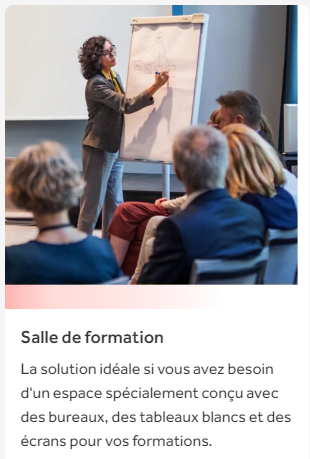 Salle de formation
La solution idéale si vous avez besoin
d'un espace spécialement conçu avec
des bureaux, des tableaux blancs et des
écrans pour vos formations.